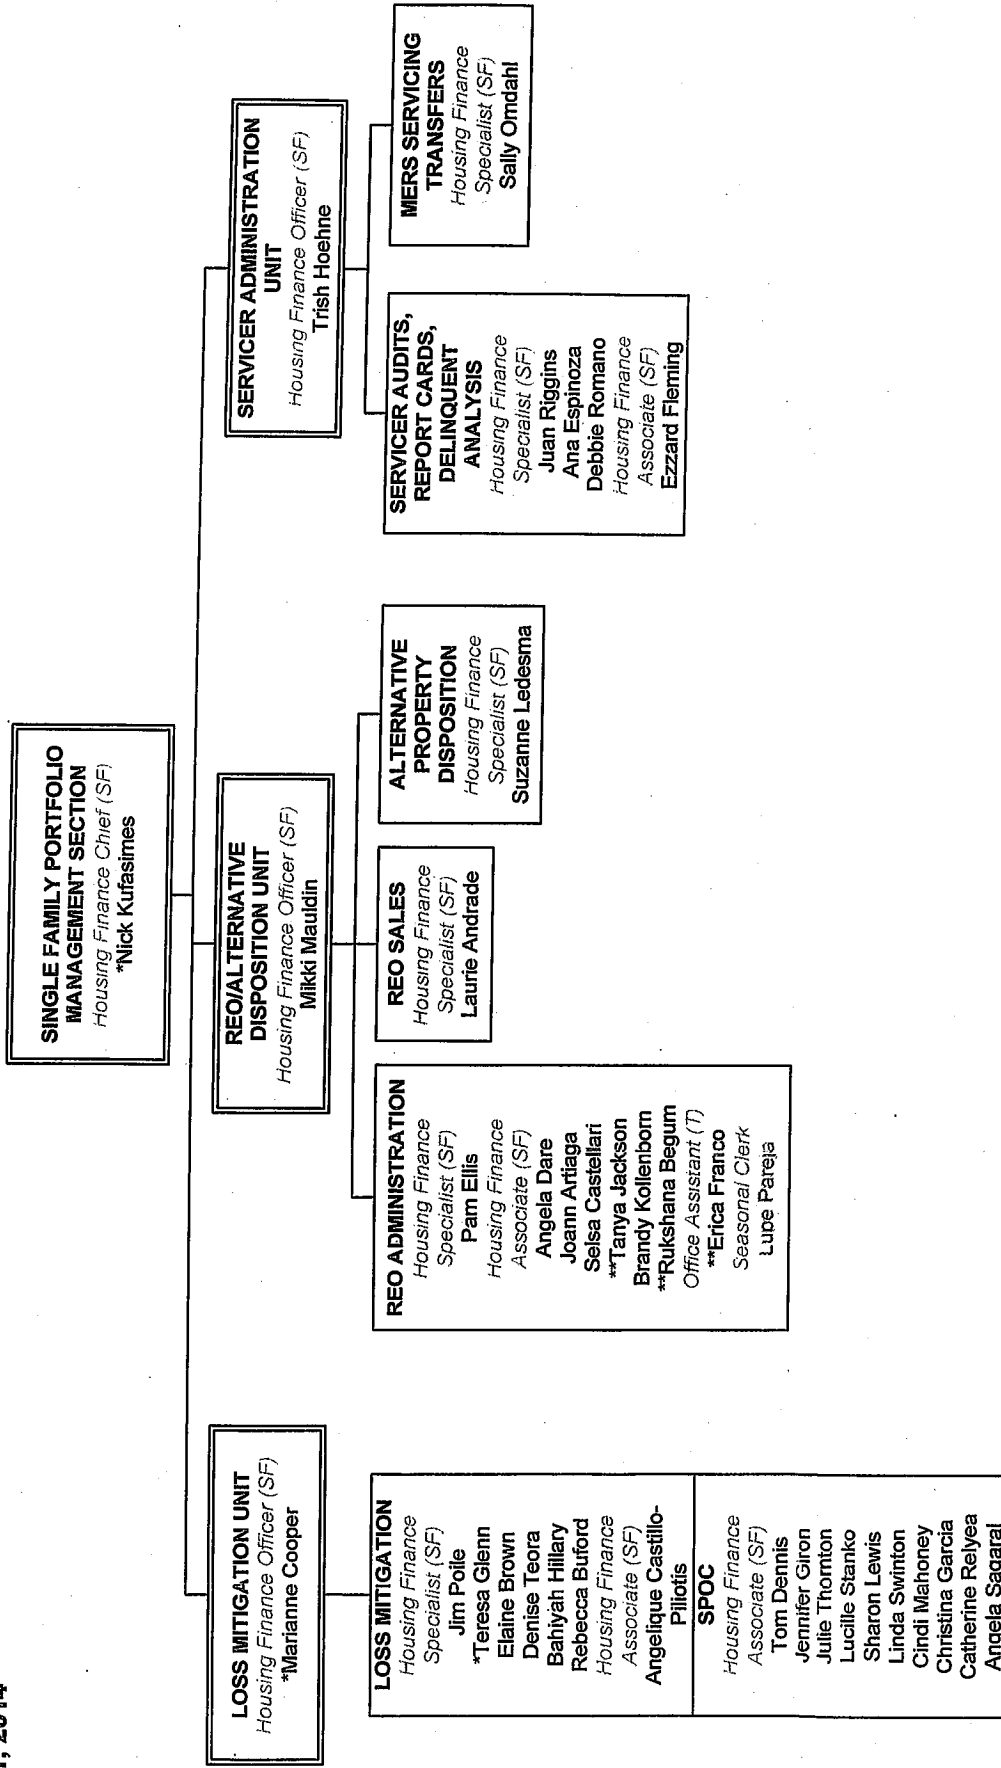 1, 2014
SINGLE FAMILY PORTFOLIO
MANAGEMENT SECTION
Housing Finance Chief (SF)
*Nick Kufasimes
LOSS MITIGATION UNIT
Housing Finance Officer (SF)
*Marianne Cooper
LOSS MITIGATION
Housing Finance
Specialist (SF)
Jim Pole
*Teresa Glenn
Elaine Brown
Denise Teora
Bahiyah Hillary
Rebecca Buford
Housing Finance
Associate (SF)
Angelique Castillo-
Pilotis
SPOC
Housing Finance
Associate (SF)
Tom Dennis
Jennifer Giron
Julie Thornton
Lucille Stanko
Sharon Lewis
Linda Swinton
Cindi Mahoney
Christina Garcia
Catherine Relyea
Angela Sagaral
REO/ALTERNATIVE
DISPOSITION UNIT
Housing Finance Officer (SF)
Mikki Mauldin
REO ADMINISTRATION
Housing Finance
Specialist (SF)
Pam Ellis
Housing Finance
Associate (SF)
Angela Dare
Joann Artiaga
Selsa Castellari
**Tanya Jackson
Brandy Kollenborn
**Rukshana Begum
Office Assistant (T)
**Erica Franco
Seasonal Clerk
Lupe Pareja
REO SALES
Housing Finance
Specialist (SF)
Laurie Andrade
ALTERNATIVE
PROPERTY
DISPOSITION
Housing Finance
Specialist (SF)
Suzanne Ledesma
SERVICER ADMINISTRATION
UNIT
Housing Finance Officer (SF)
Trish Hoehne
SERVICER AUDITS,
REPORT CARDS,
DELINQUENT
ANALYSIS
Housing Finance
Specialist (SF)
Juan Riggins
Ana Espinoza
Debbie Romano
Housing Finance
Associate (SF)
Ezzard Fleming
MERS SERVICING
TRANSFERS
Housing Finance
Specialist (SF)
Sally Omdahl